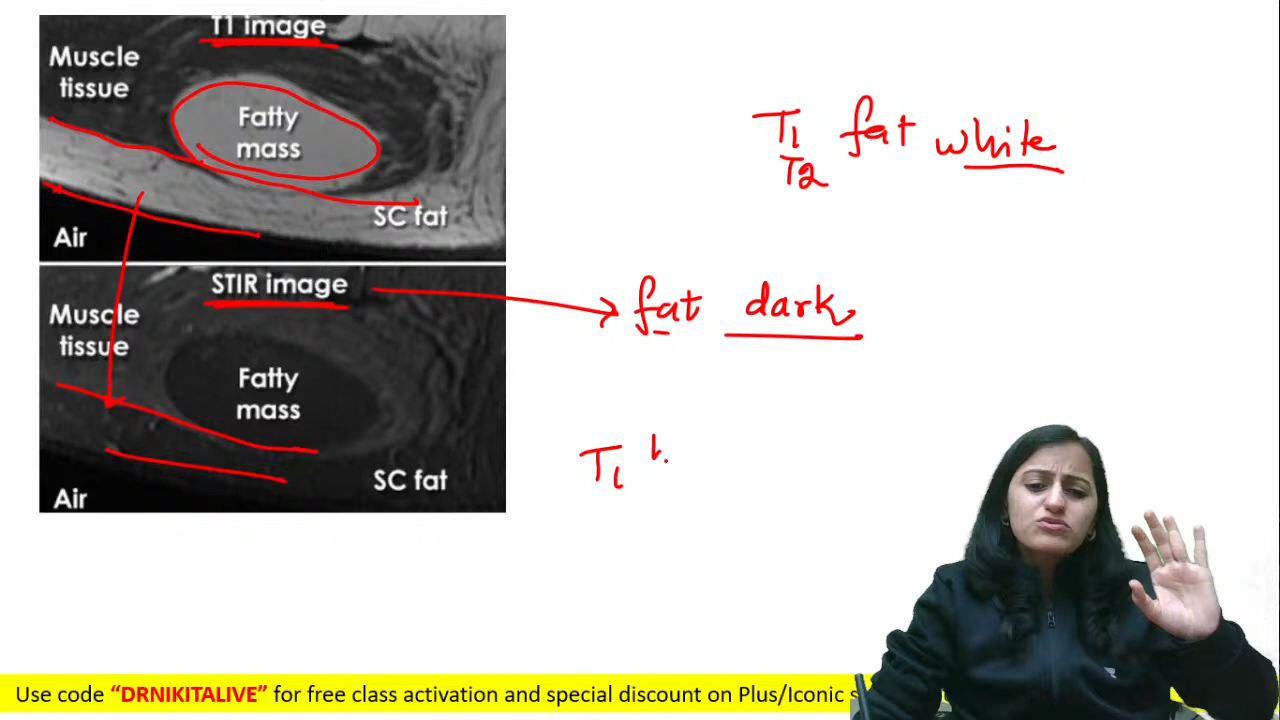 T1 image
Muscle
tissue
Fatty
mass
SC fat
Air
STIR image
Muscle
tissue
Fatty
mass
SC fat
Air
T1 fat white
T2
fat dark
T1
Use code “DRNIKITALIVE” for free class activation and special discount on Plus/Iconic